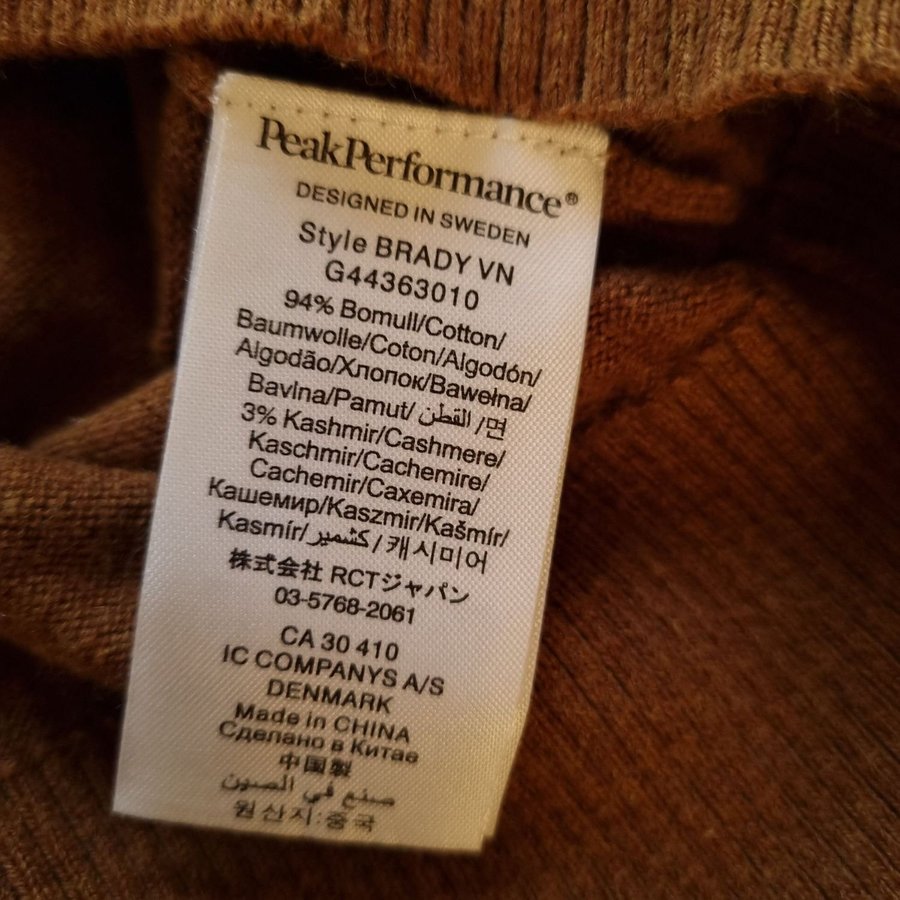 PeakPerformance®
DESIGNED IN SWEDEN
Style BRADY VN
G44363010
94% Bomull/Cotton/
Baumwolle/Coton/Algodón/
Algodão/Хлопок/Bawełna/
Bavlna/Pamut/ القطن /면
3% Kashmir/Cashmere/
Kaschmir/Cachemire/
Cachemir/Caxemira/
Кашемир/Kaszmir/Kašmír/
Kasmír/ كشمير /캐시미어
株式会社 RCTジャパン
03-5768-2061
CA 30 410
IC COMPANYS A/S
DENMARK
Made in CHINA
Сделано в Китае
中国製
صنع في الصين
원산지:중국